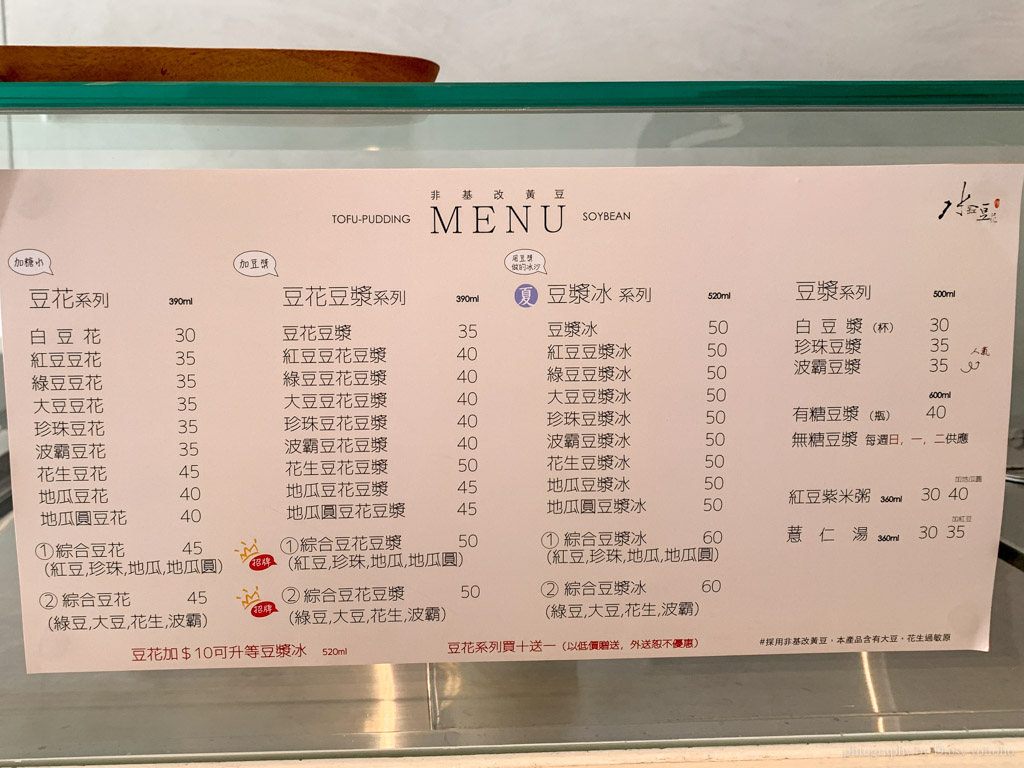 非基改黃豆
TOFU-PUDDING MENU SOYBEAN
加糖水
豆花系列 390ml
白豆花 30
紅豆豆花 35
綠豆豆花 35
大豆豆花 35
珍珠豆花 35
波霸豆花 35
花生豆花 45
地瓜豆花 40
地瓜圓豆花 40
①綜合豆花 45
(紅豆,珍珠,地瓜,地瓜圓)
②綜合豆花 45
(綠豆,大豆,花生,波霸)
加豆漿
豆花豆漿系列 390ml
豆花豆漿 35
紅豆豆花豆漿 40
綠豆豆花豆漿 40
大豆豆花豆漿 40
珍珠豆花豆漿 40
波霸豆花豆漿 40
花生豆花豆漿 50
地瓜豆花豆漿 45
地瓜圓豆花豆漿 45
招牌 ①綜合豆花豆漿 50
(紅豆,珍珠,地瓜,地瓜圓)
招牌 ②綜合豆花豆漿 50
(綠豆,大豆,花生,波霸)
用豆漿
做的冰沙
夏 豆漿冰 系列 520ml
豆漿冰 50
紅豆豆漿冰 50
綠豆豆漿冰 50
大豆豆漿冰 50
珍珠豆漿冰 50
波霸豆漿冰 50
花生豆漿冰 50
地瓜豆漿冰 50
地瓜圓豆漿冰 50
①綜合豆漿冰 60
(紅豆,珍珠,地瓜,地瓜圓)
②綜合豆漿冰 60
(綠豆,大豆,花生,波霸)
豆漿系列 500ml
白豆漿（杯） 30
珍珠豆漿 35
波霸豆漿 35 人氣
600ml
有糖豆漿（瓶） 40
無糖豆漿 每週日，一，二供應
加地瓜圓
紅豆紫米粥 360ml 30 40
加紅豆
薏仁湯 360ml 30 35
豆花加＄10可升等豆漿冰 520ml
豆花系列買十送一（以低價贈送，外送恕不優惠）
#採用非基改黃豆・本產品含有大豆、花生過敏原